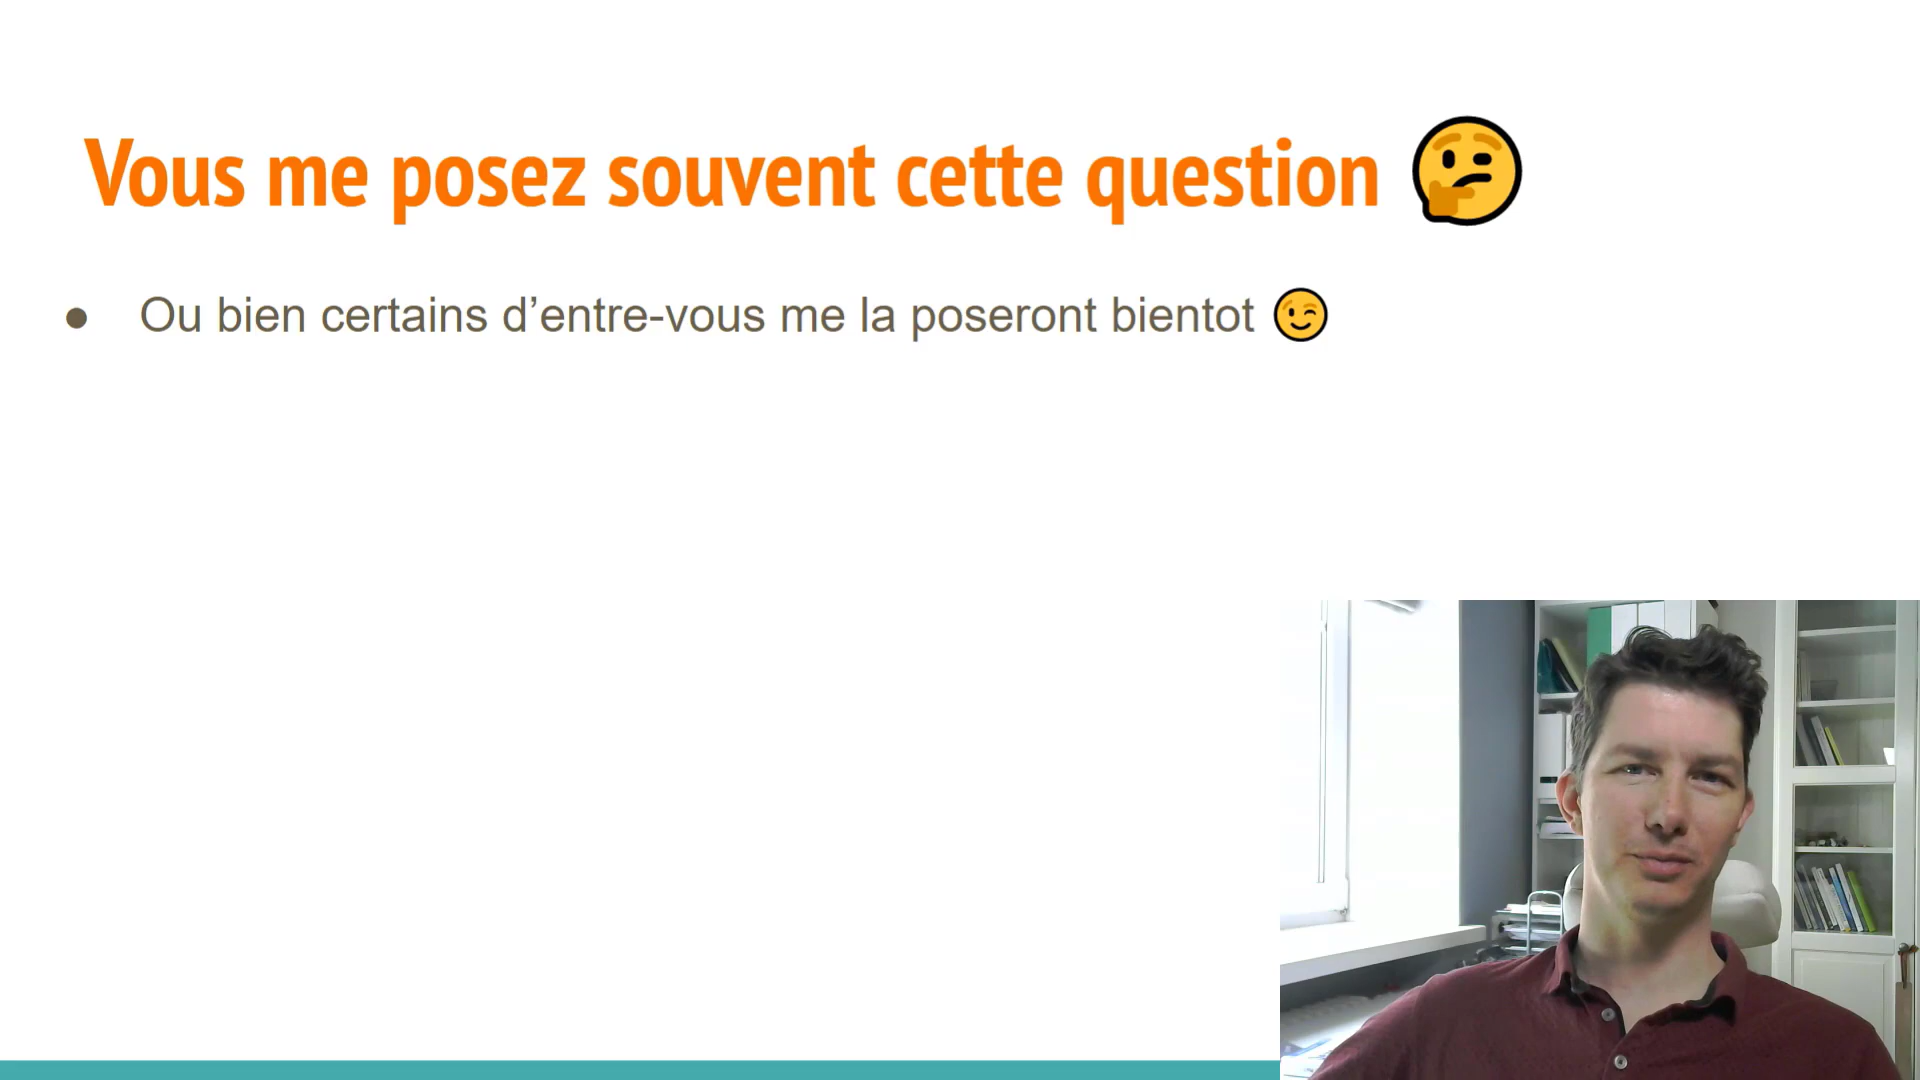 Vous me posez souvent cette question 🤔
● Ou bien certains d’entre-vous me la poseront bientot 😉